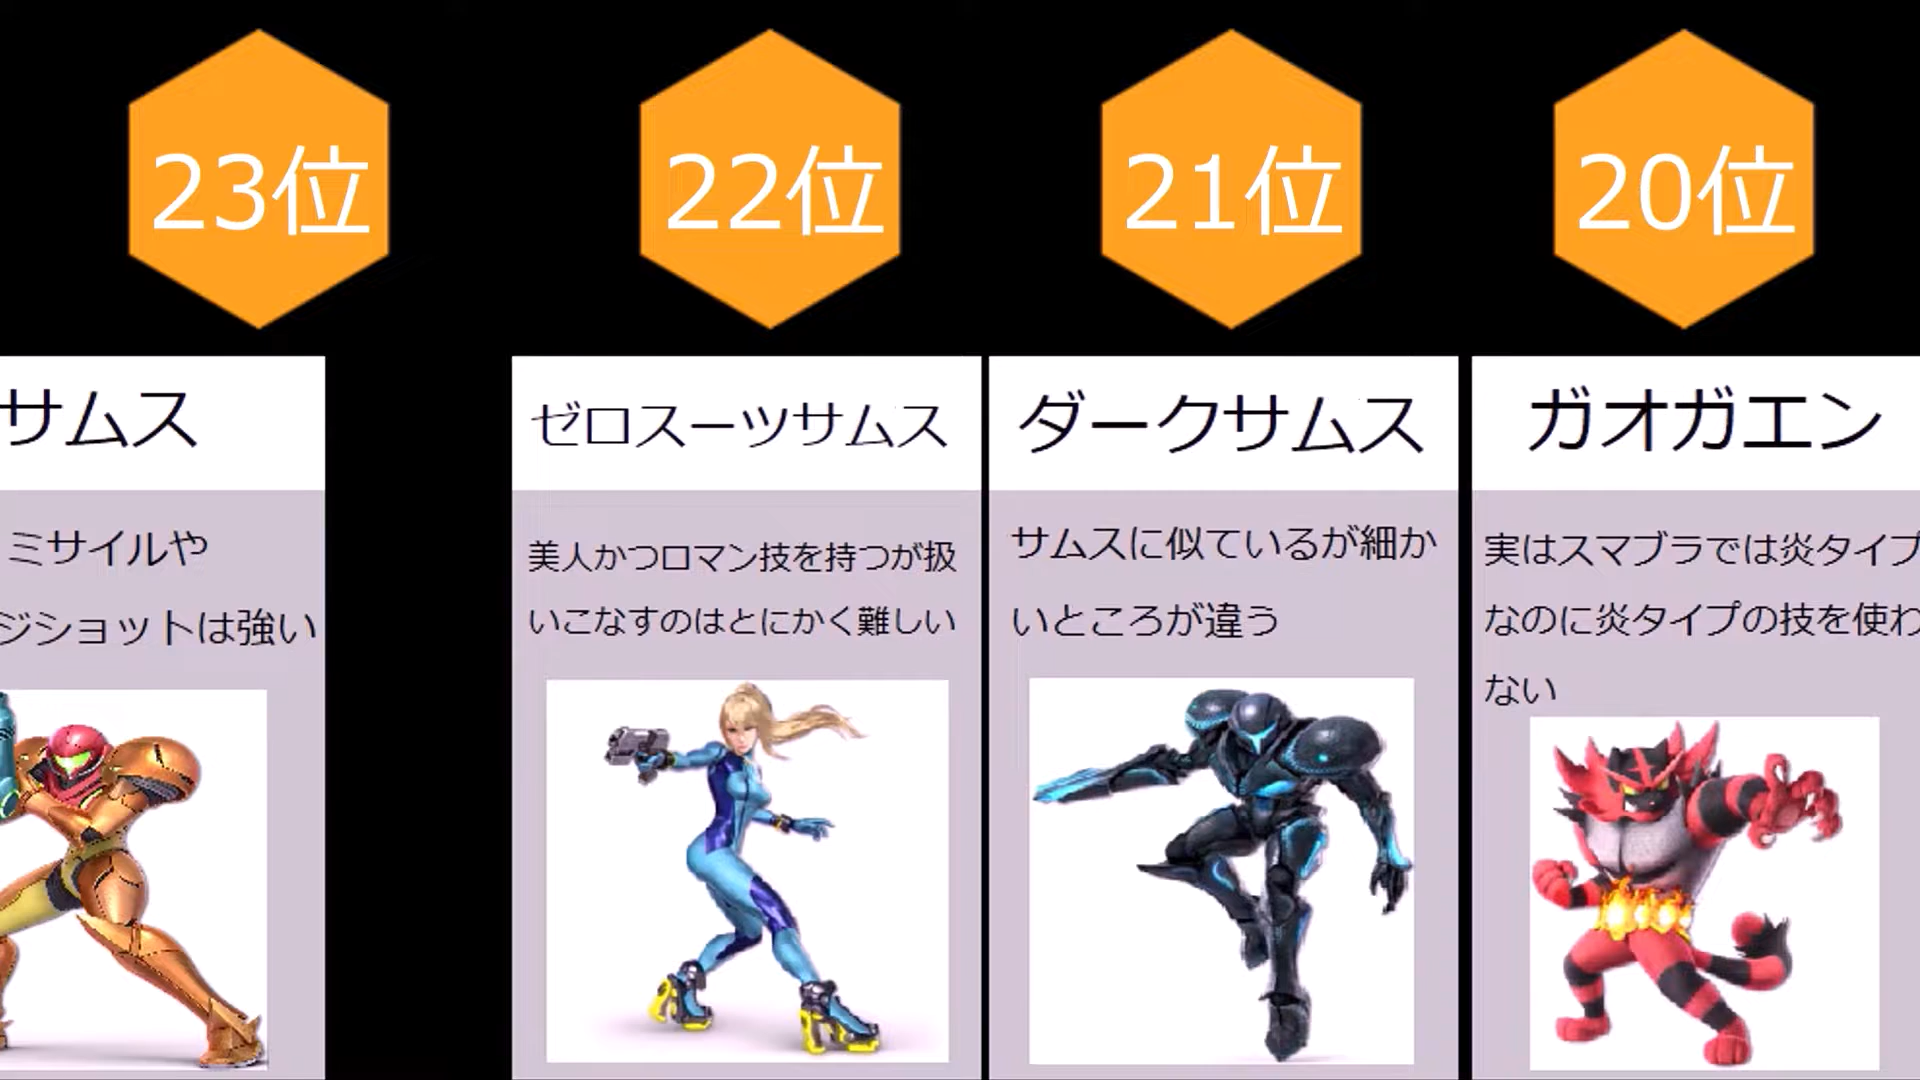 23位
22位
21位
20位
サムス
ミサイルや
ジショットは強い
ゼロスーツサムス
美人かつロマン技を持つが扱
いこなすのはとにかく難しい
ダークサムス
サムスに似ているが細か
いところが違う
ガオガエン
実はスマブラでは炎タイプ
なのに炎タイプの技を使わ
ない